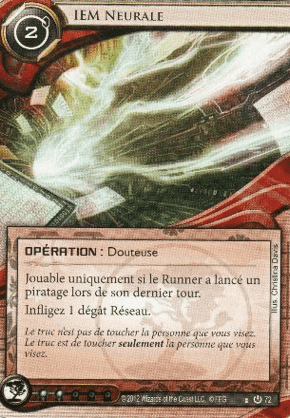 IEM NEURALE
2
OPÉRATION : Douteuse
Jouable uniquement si le Runner a lancé un
piratage lors de son dernier tour.
Infligez 1 dégât Réseau.
Le truc n'est pas de toucher la personne que vous visez.
Le truc est de toucher seulement la personne que vous
visez.
Illus. Christina Davis
©2012 Wizards of the Coast LLC. © FFG
72